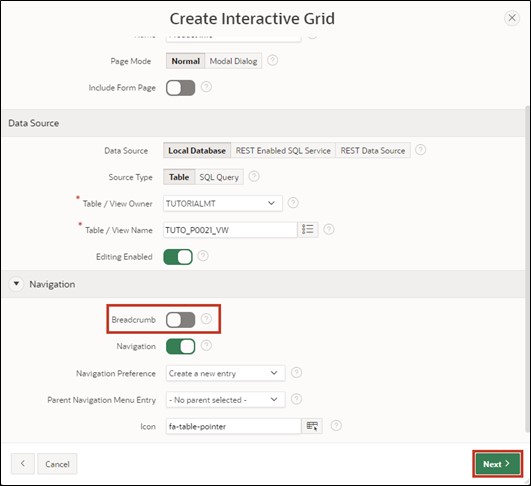 Create Interactive Grid
Page Mode Normal Modal Dialog
Include Form Page
Data Source
Data Source Local Database REST Enabled SQL Service REST Data Source
Source Type Table SQL Query
* Table / View Owner TUTORIALMT
* Table / View Name TUTO_P0021_VW
Editing Enabled
Navigation
Breadcrumb
Navigation
Navigation Preference Create a new entry
Parent Navigation Menu Entry - No parent selected -
Icon fa-table-pointer
Cancel Next